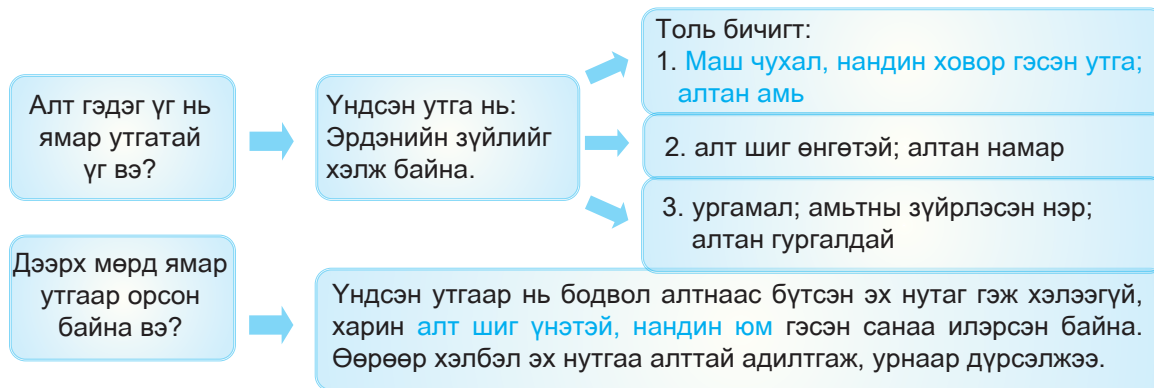 Алт гэдэг үг нь
ямар утгатай
үг вэ?
Үндсэн утга нь:
Эрдэнийн зүйлийг
хэлж байна.
Толь бичигт:
1. Маш чухал, нандин ховор гэсэн утга;
алтан амь
2. алт шиг өнгөтэй; алтан намар
3. ургамал; амьтны зүйрлэсэн нэр;
алтан гургалдай
Дээрх мөрд ямар
утгаар орсон
байна вэ?
Үндсэн утгаар нь бодвол алтнаас бүтсэн эх нутаг гэж хэлээгүй,
харин алт шиг үнэтэй, нандин юм гэсэн санаа илэрсэн байна.
Өөрөөр хэлбэл эх нутгаа алттай адилтгаж, урнаар дүрсэлжээ.